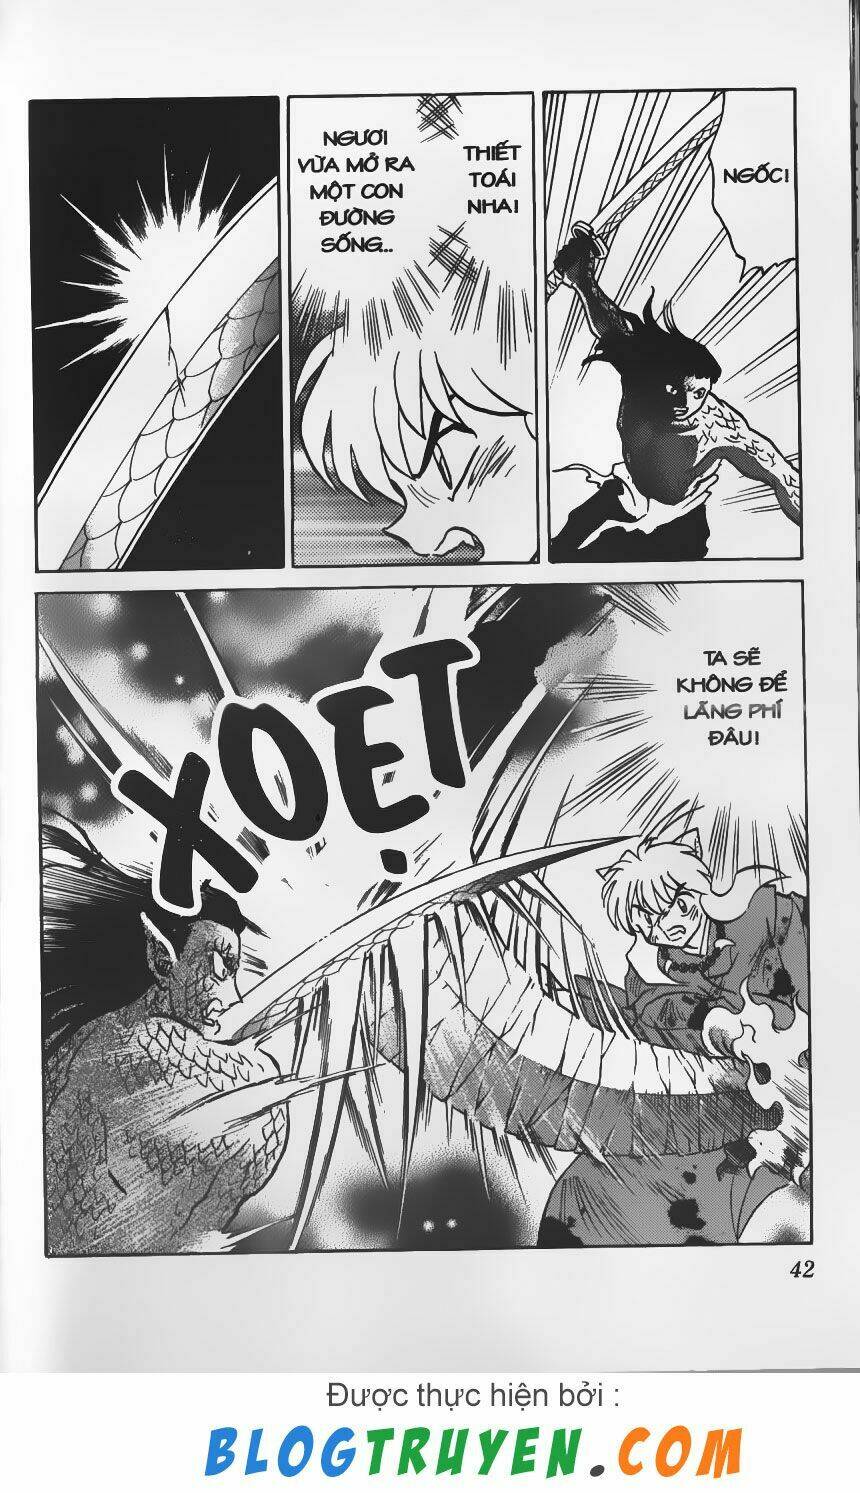 NGỐC!
THIẾT
TOÁI
NHA!
NGƯƠI
VỪA MỞ RA
MỘT CON
ĐƯỜNG
SỐNG...
TA SẼ
KHÔNG ĐỂ
LÃNG PHÍ
ĐÂU!
XOẸT
42
Được thực hiện bởi :
BLOGTRUYEN.COM